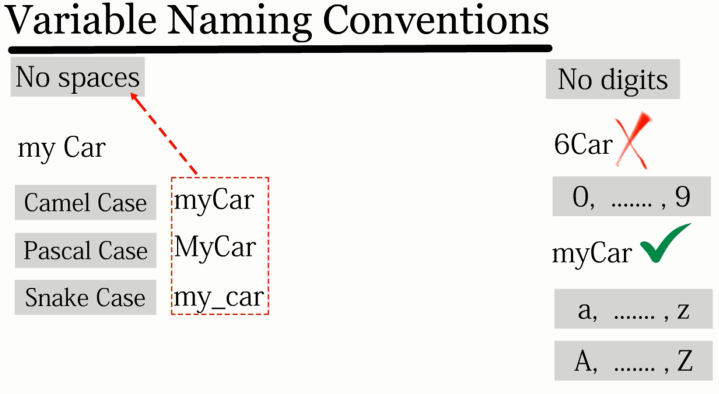 Variable Naming Conventions
No spaces
my Car
Camel Case myCar
Pascal Case MyCar
Snake Case my_car
No digits
6Car
0, ....... , 9
myCar
a, ....... , z
A, ....... , Z